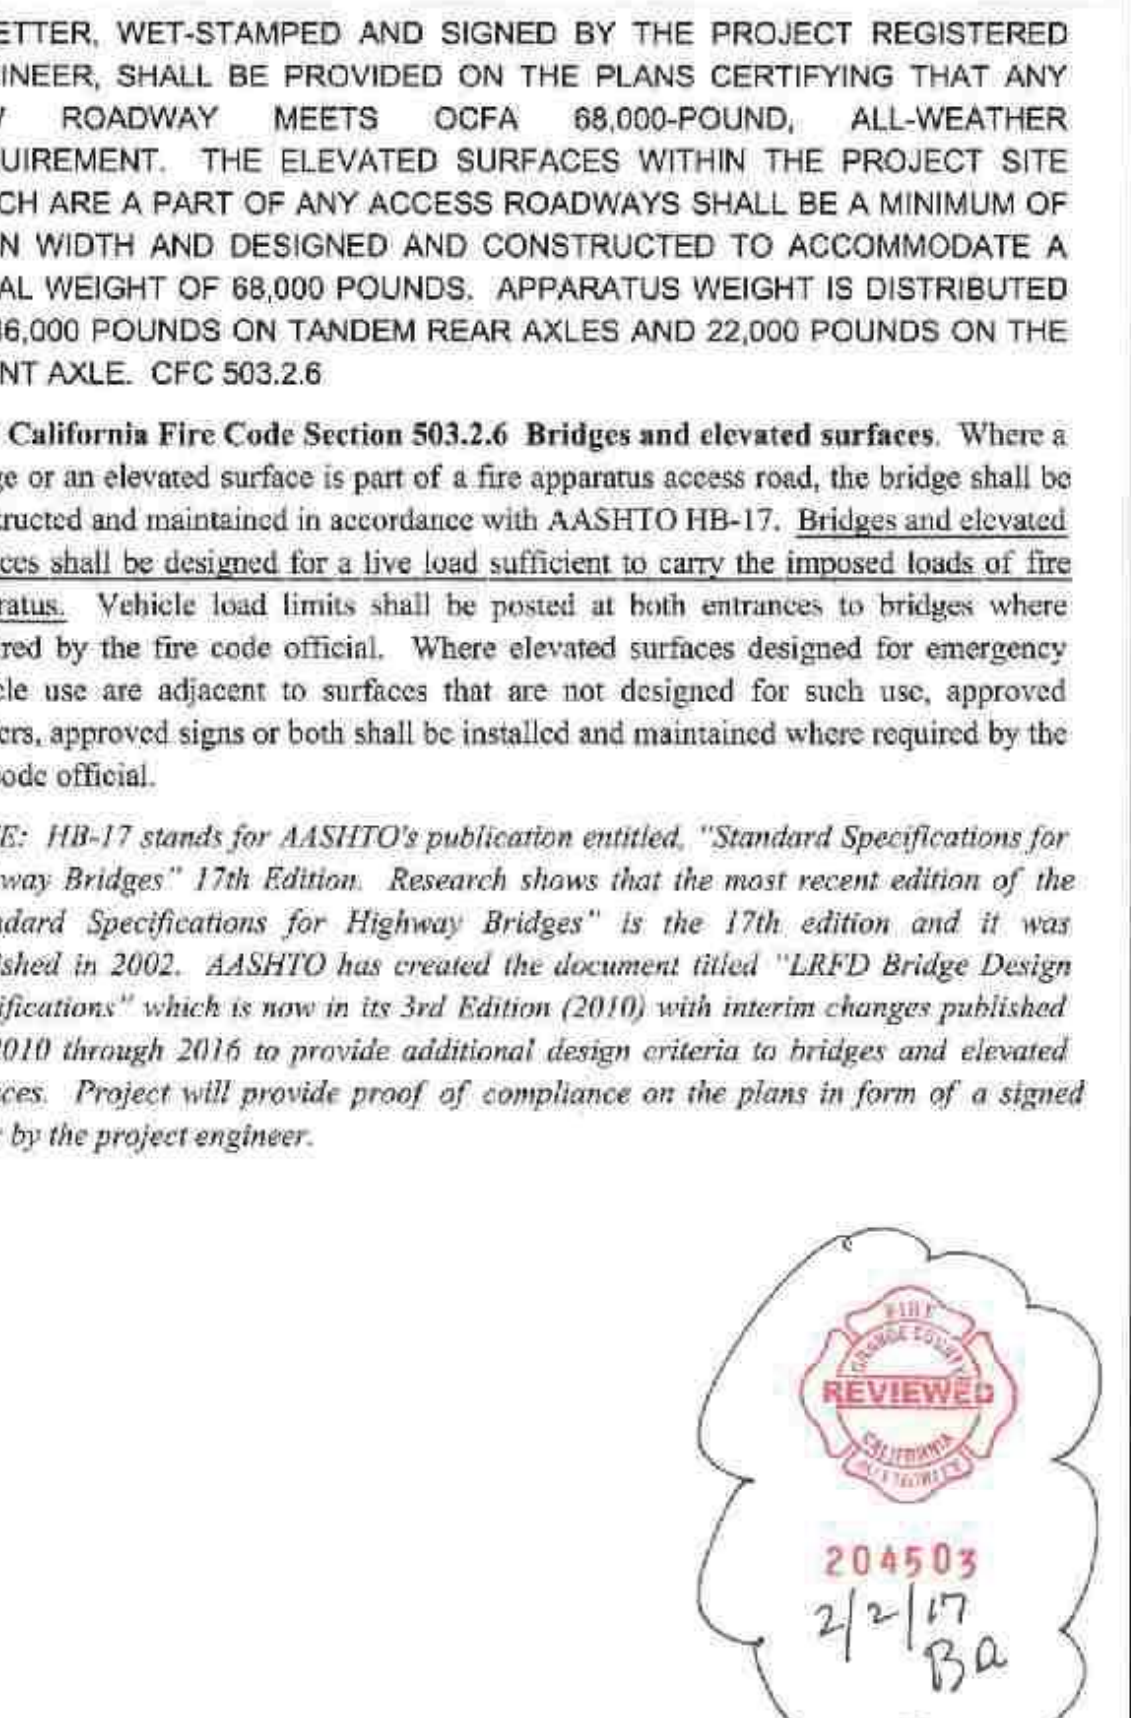 ETTER, WET-STAMPED AND SIGNED BY THE PROJECT REGISTERED
INEER, SHALL BE PROVIDED ON THE PLANS CERTIFYING THAT ANY
ROADWAY MEETS OCFA 68,000-POUND, ALL-WEATHER
UIREMENT. THE ELEVATED SURFACES WITHIN THE PROJECT SITE
CH ARE A PART OF ANY ACCESS ROADWAYS SHALL BE A MINIMUM OF
N WIDTH AND DESIGNED AND CONSTRUCTED TO ACCOMMODATE A
AL WEIGHT OF 68,000 POUNDS. APPARATUS WEIGHT IS DISTRIBUTED
46,000 POUNDS ON TANDEM REAR AXLES AND 22,000 POUNDS ON THE
NT AXLE. CFC 503.2.6
California Fire Code Section 503.2.6 Bridges and elevated surfaces. Where a
ge or an elevated surface is part of a fire apparatus access road, the bridge shall be
tructed and maintained in accordance with AASHTO HB-17. Bridges and elevated
ces shall be designed for a live load sufficient to carry the imposed loads of fire
ratus. Vehicle load limits shall be posted at both entrances to bridges where
red by the fire code official. Where elevated surfaces designed for emergency
cle use are adjacent to surfaces that are not designed for such use, approved
ers, approved signs or both shall be installed and maintained where required by the
ode official.
E: HB-17 stands for AASHTO's publication entitled, "Standard Specifications for
way Bridges" 17th Edition. Research shows that the most recent edition of the
ndard Specifications for Highway Bridges" is the 17th edition and it was
ished in 2002. AASHTO has created the document titled "LRFD Bridge Design
ifications" which is now in its 3rd Edition (2010) with interim changes published
2010 through 2016 to provide additional design criteria to bridges and elevated
ces. Project will provide proof of compliance on the plans in form of a signed
by the project engineer.
FIRE
ORANGE COUNTY
REVIEWED
CALIFORNIA
AUTHORITY
204503
2/2/17
BA